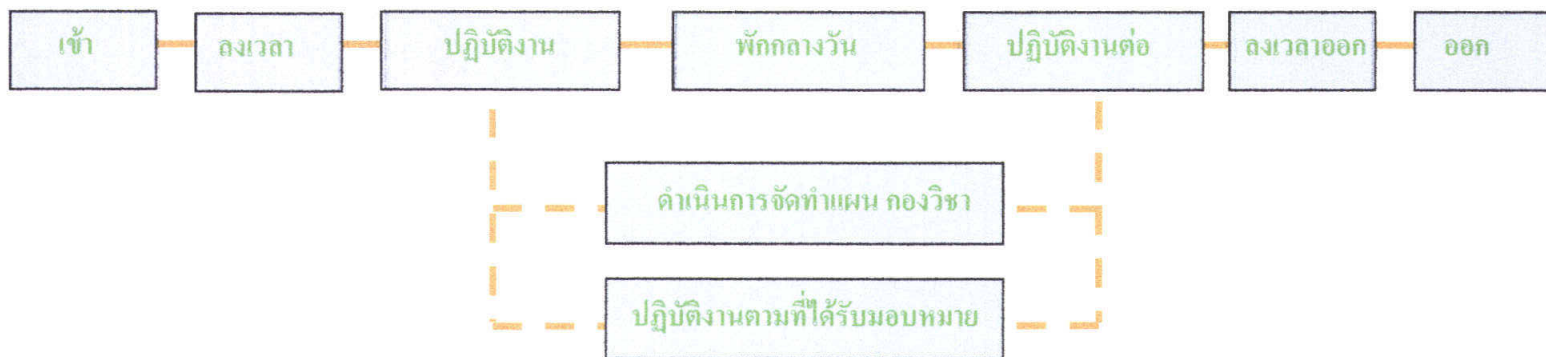 เข้า
ลงเวลา
ปฏิบัติงาน
พักกลางวัน
ปฏิบัติงานต่อ
ลงเวลาออก
ออก
ดำเนินการจัดทำแผน กองวิชา
ปฏิบัติงานตามที่ได้รับมอบหมาย